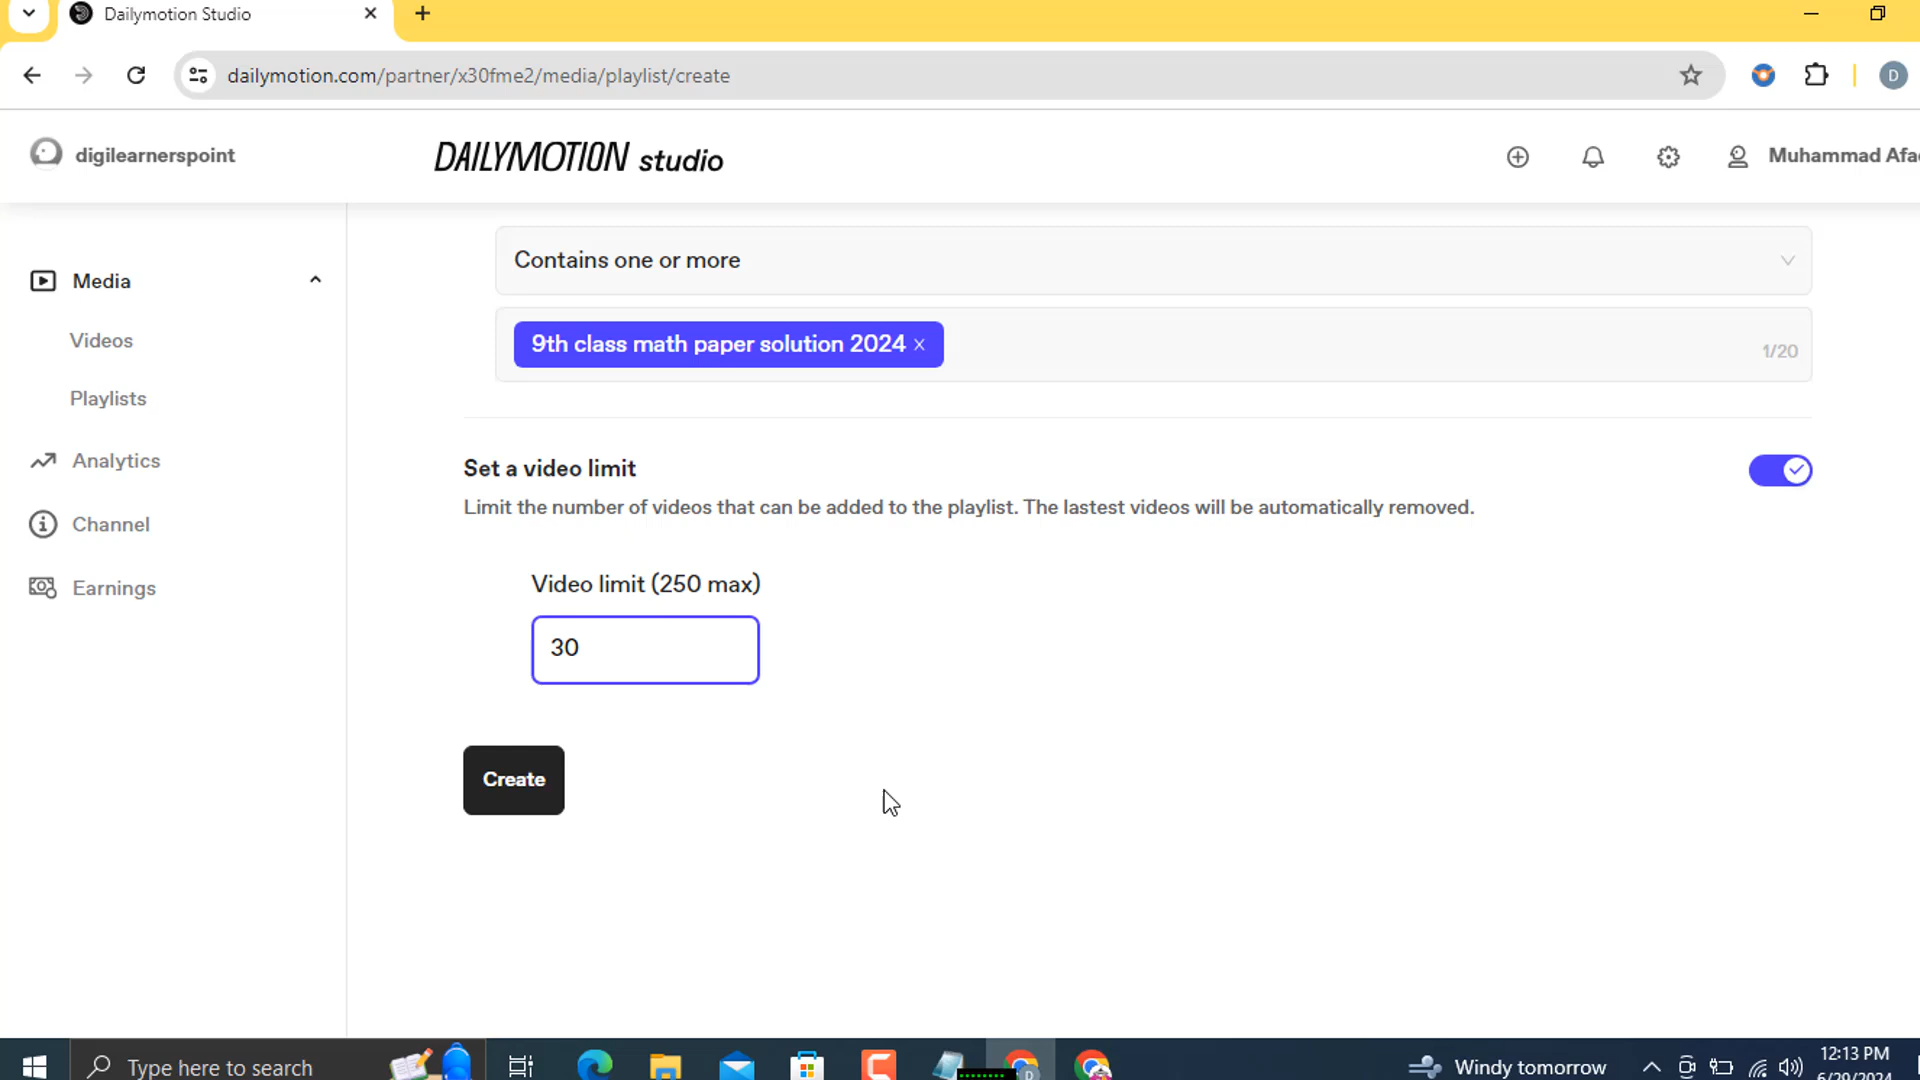 Dailymotion Studio
dailymotion.com/partner/x30fme2/media/playlist/create
digilearnerspoint
DAILYMOTION studio
Muhammad Afa
Contains one or more
Media
9th class math paper solution 2024 ×
1/20
Videos
Playlists
Analytics
Set a video limit
Limit the number of videos that can be added to the playlist. The lastest videos will be automatically removed.
Channel
Video limit (250 max)
Earnings
30
Create
Type here to search
Windy tomorrow
12:13 PM
6/29/2024